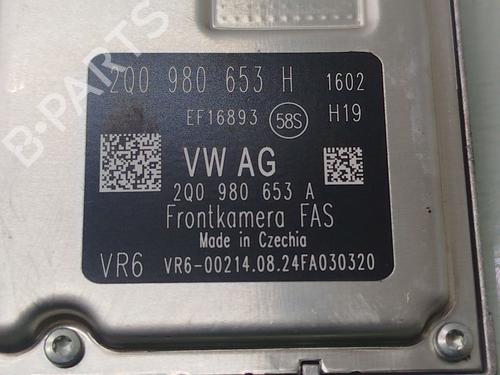 2Q0 980 653 H 1602
EF16893 58S H19
VW AG
2Q0 980 653 A
Frontkamera FAS
Made in Czechia
VR6 VR6-00214.08.24FA030320
B-PARTS